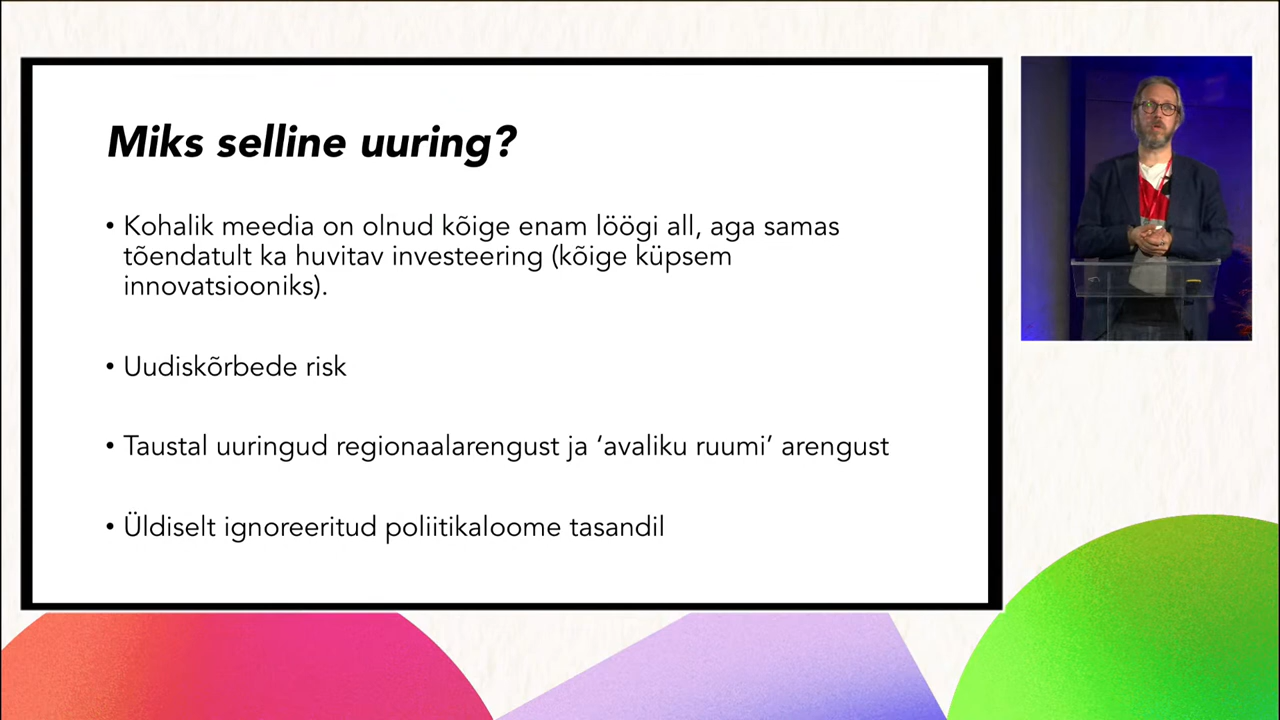 Miks selline uuring?
• Kohalik meedia on olnud kõige enam löögi all, aga samas
tõendatult ka huvitav investeering (kõige küpsem
innovatsiooniks).
• Uudiskõrbede risk
• Taustal uuringud regionaalarengust ja ‘avaliku ruumi’ arengust
• Üldiselt ignoreeritud poliitikaloome tasandil